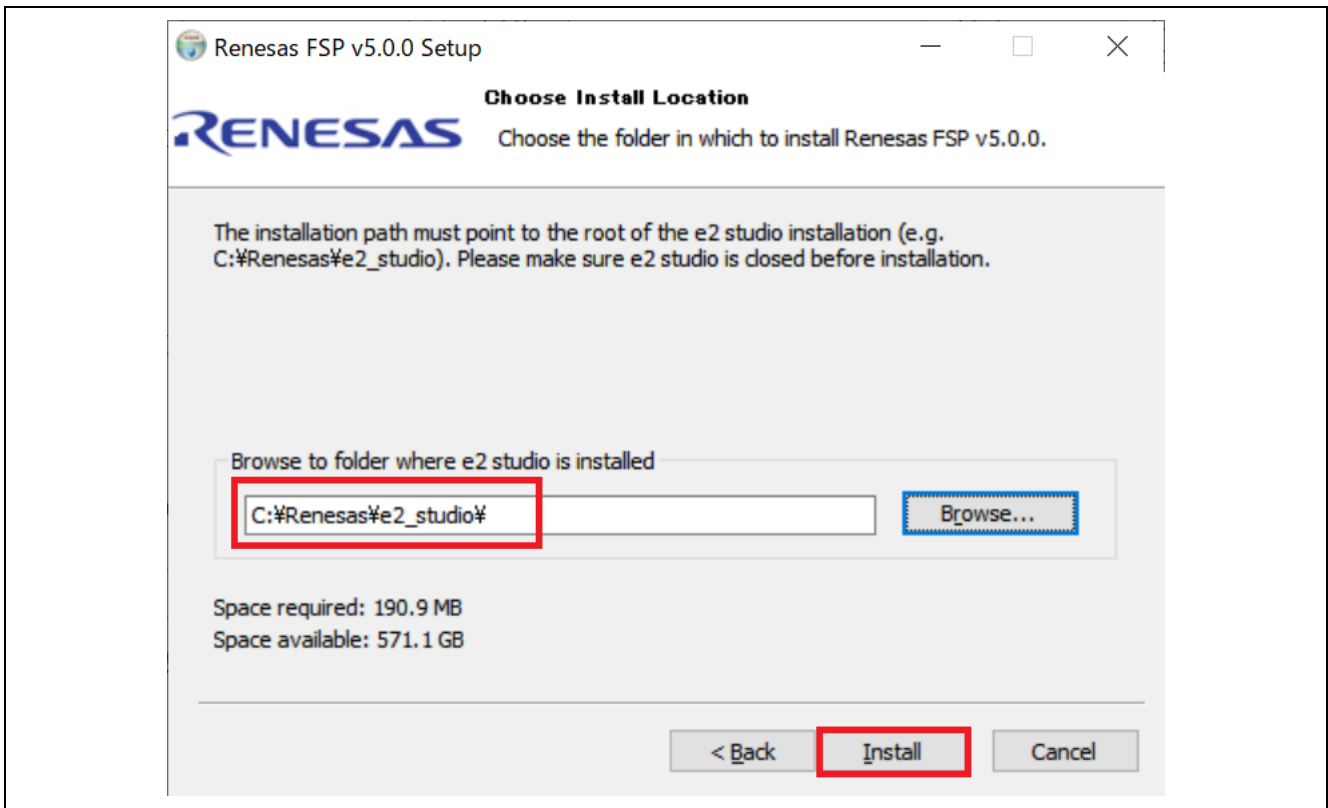 Renesas FSP v5.0.0 Setup
Choose Install Location
RENESAS
Choose the folder in which to install Renesas FSP v5.0.0.
The installation path must point to the root of the e2 studio installation (e.g.
C:¥Renesas¥e2_studio). Please make sure e2 studio is closed before installation.
Browse to folder where e2 studio is installed
C:¥Renesas¥e2_studio¥
Browse...
Space required: 190.9 MB
Space available: 571.1 GB
< Back
Install
Cancel